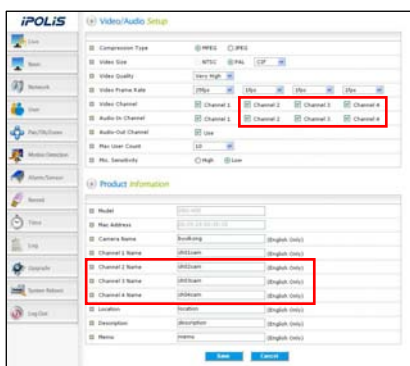 iPOLiS
Video/Audio Setup
Live
Basic
Network
User
Pan/Tilt/Zoom
Motion Detection
Alarm/Sensor
Record
Time
Log
Upgrade
System Reboot
Log Out
Compression Type MPEG JPEG
Video Size NTSC PAL CIF
Video Quality Very High
Video Frame Rate
Video Channel Channel 1 Channel 2 Channel 3 Channel 4
Audio In Channel Channel 1 Channel 2 Channel 3 Channel 4
Audio-Out Channel Use
Max User Count 10
Mic. Sensitivity High Low
Product Information
Model
Mac Address
Camera Name (English Only)
Channel 1 Name ch01cam (English Only)
Channel 2 Name ch02cam (English Only)
Channel 3 Name ch03cam (English Only)
Channel 4 Name ch04cam (English Only)
Location location (English Only)
Description description (English Only)
Memo memo (English Only)
Save Cancel